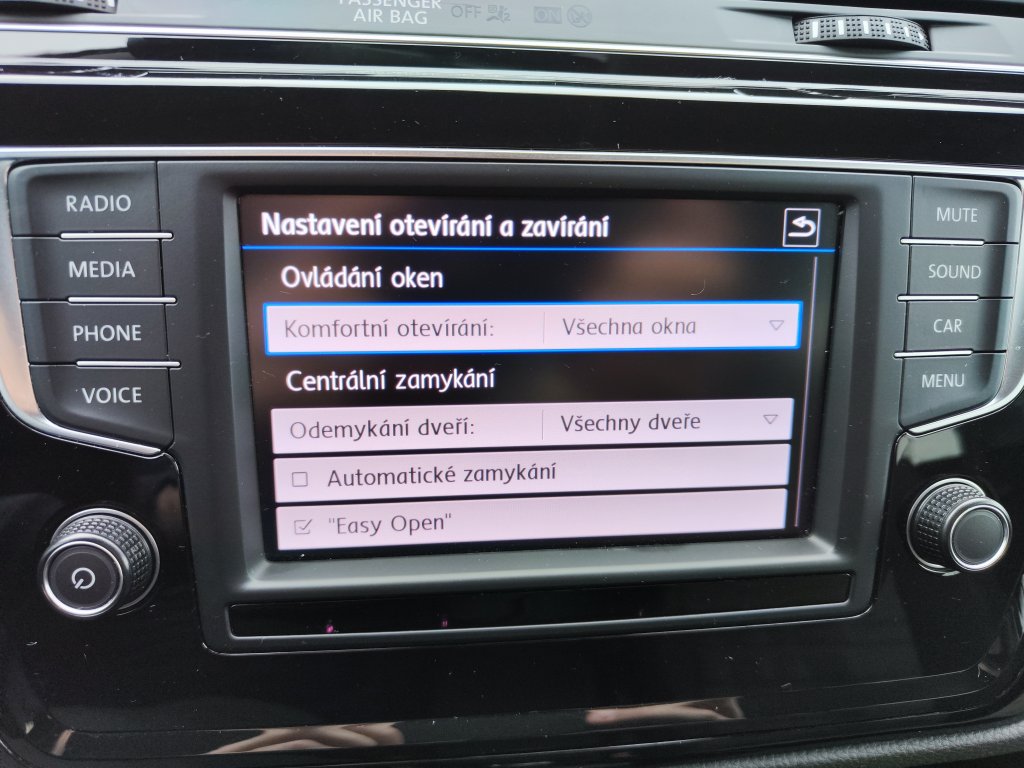 PASSENGER
AIR BAG OFF ON
RADIO
MEDIA
PHONE
VOICE
Nastavení otevírání a zavírání
Ovládání oken
Komfortní otevírání: Všechna okna
Centrální zamykání
Odemykání dveří: Všechny dveře
Automatické zamykání
"Easy Open"
MUTE
SOUND
CAR
MENU